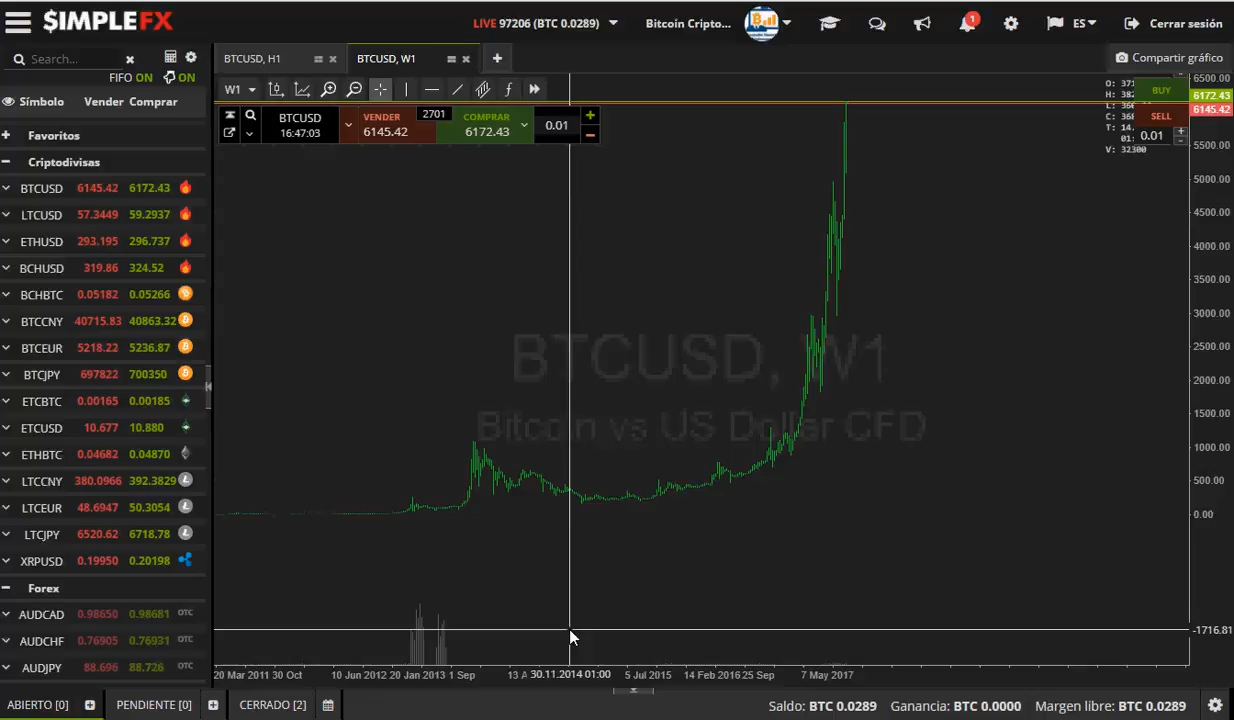 $IMPLEFX
LIVE 97206 (BTC 0.0289)
Bitcoin Cripto...
1
ES
Cerrar sesión
Search...
FIFO ON
ON
BTCUSD, H1
BTCUSD, W1
Compartir gráfico
Símbolo Vender Comprar
Favoritos
Criptodivisas
BTCUSD 6145.42 6172.43
LTCUSD 57.3449 59.2937
ETHUSD 293.195 296.737
BCHUSD 319.86 324.52
BCHBTC 0.05182 0.05266
BTCCNY 40715.83 40863.32
BTCEUR 5218.22 5236.87
BTCJPY 697822 700350
ETCBTC 0.00165 0.00185
ETCUSD 10.677 10.880
ETHBTC 0.04682 0.04870
LTCCNY 380.0966 392.3829
LTCEUR 48.6947 50.3054
LTCJPY 6520.62 6718.78
XRPUSD 0.19950 0.20198
Forex
AUDCAD 0.98650 0.98681 OTC
AUDCHF 0.76905 0.76931 OTC
AUDJPY 88.696 88.726 OTC
W1
BTCUSD
16:47:03
VENDER
6145.42
2701
COMPRAR
6172.43
0.01
O: 371
H: 382
L: 366
C: 368
T: 14.
01:
V: 32300
BUY
SELL
0.01
6500.00
6172.43
6145.42
5500.00
5000.00
4500.00
4000.00
3500.00
3000.00
2500.00
2000.00
1500.00
1000.00
500.00
0.00
-1716.81
BTCUSD, W1
Bitcoin vs US Dollar CFD
20 Mar 2011 30 Oct 10 Jun 2012 20 Jan 2013 1 Sep 13 A 30.11.2014 01:00 5 Jul 2015 14 Feb 2016 25 Sep 7 May 2017
ABIERTO [0]
PENDIENTE [0]
CERRADO [2]
Saldo: BTC 0.0289 Ganancia: BTC 0.0000 Margen libre: BTC 0.0289